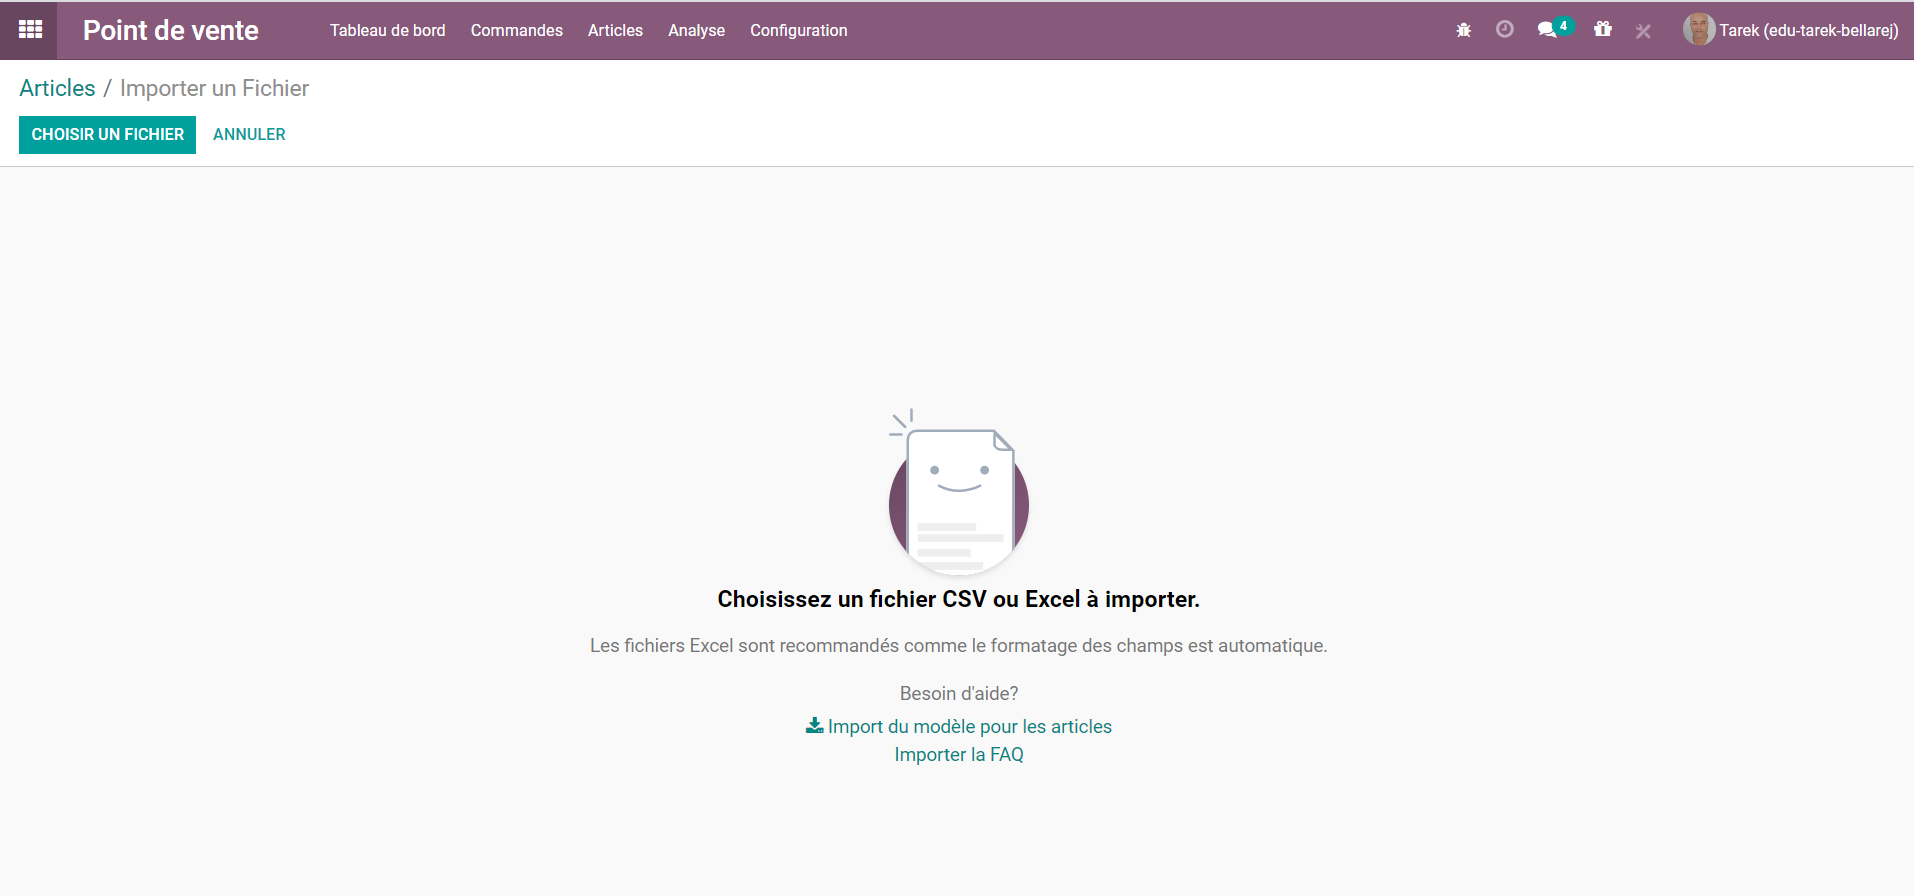 Point de vente Tableau de bord Commandes Articles Analyse Configuration 4 Tarek (edu-tarek-bellarej)
Articles / Importer un Fichier
CHOISIR UN FICHIER ANNULER
Choisissez un fichier CSV ou Excel à importer.
Les fichiers Excel sont recommandés comme le formatage des champs est automatique.
Besoin d'aide?
Import du modèle pour les articles
Importer la FAQ